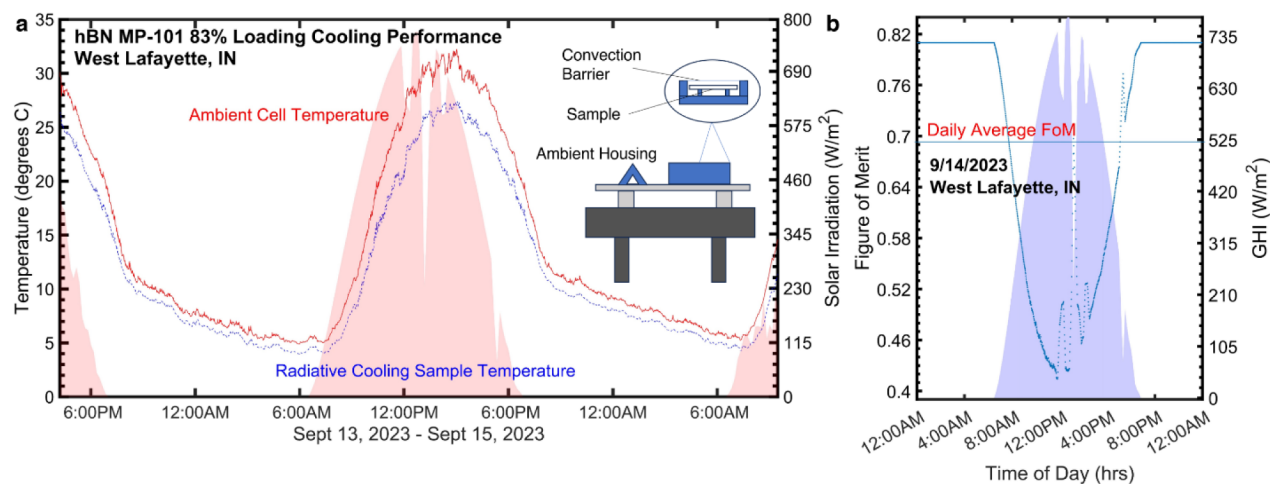 a
hBN MP-101 83% Loading Cooling Performance
West Lafayette, IN
Ambient Cell Temperature
Radiative Cooling Sample Temperature
Convection
Barrier
Sample
Ambient Housing
Temperature (degrees C)
35
30
25
20
15
10
5
0
Solar Irradiation (W/m²)
800
690
575
460
345
230
115
0
6:00PM 12:00AM 6:00AM 12:00PM 6:00PM 12:00AM 6:00AM
Sept 13, 2023 - Sept 15, 2023
b
Daily Average FoM
9/14/2023
West Lafayette, IN
Figure of Merit
0.82
0.76
0.7
0.64
0.58
0.52
0.46
0.4
GHI (W/m²)
735
630
525
420
315
210
105
0
12:00AM 4:00AM 8:00AM 12:00PM 4:00PM 8:00PM 12:00AM
Time of Day (hrs)